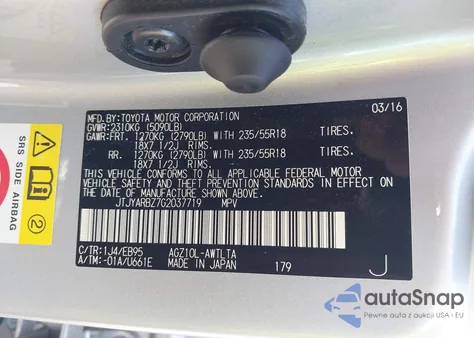 MFD.BY:TOYOTA MOTOR CORPORATION 03/16
GVWR:2310KG (5090LB)
GAWR:FRT. 1270KG (2790LB) WITH 235/55R18 TIRES.
18X7 1/2J RIMS.
RR. 1270KG (2790LB) WITH 235/55R18 TIRES.
18X7 1/2J RIMS.
THIS VEHICLE CONFORMS TO ALL APPLICABLE FEDERAL MOTOR
VEHICLE SAFETY STANDARDS IN EFFECT ON THE
DATE OF MANUFACTURE SHOWN ABOVE.
JTJYARBZ7G2037719 MPV
C/TR:1J4/EB95 AGZ10L-AWTLTA
A/TM:-01A/U661E MADE IN JAPAN 179 J
SRS SIDE AIRBAG
2
autoSnap
Pewne auta z aukcji USA i EU